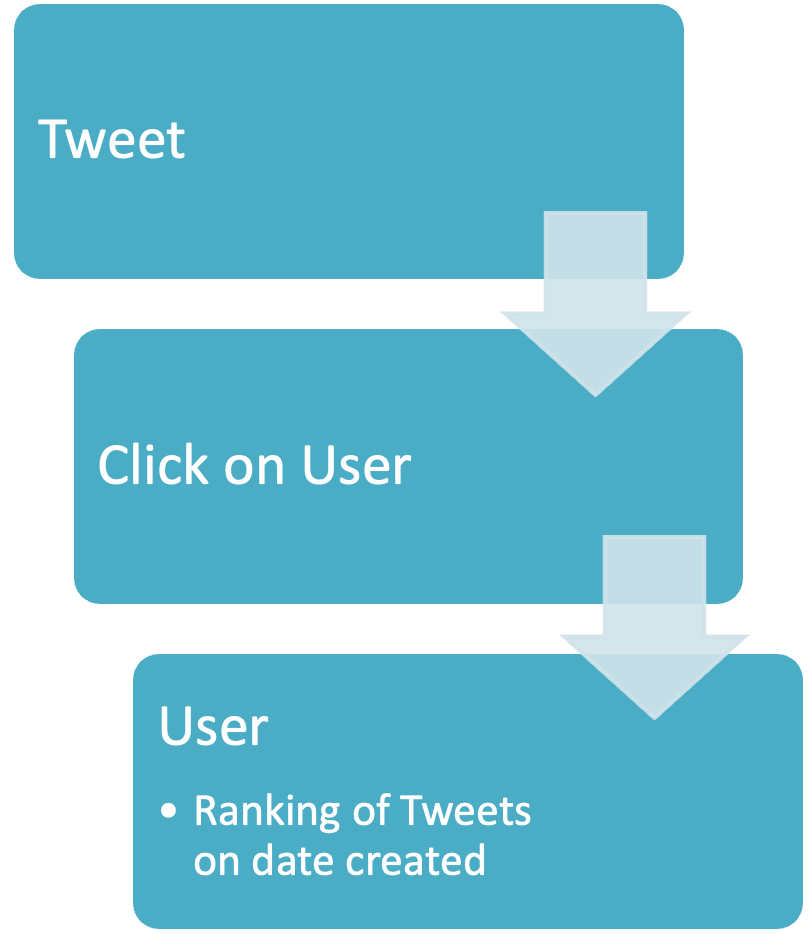 Tweet
Click on User
User
• Ranking of Tweets
on date created